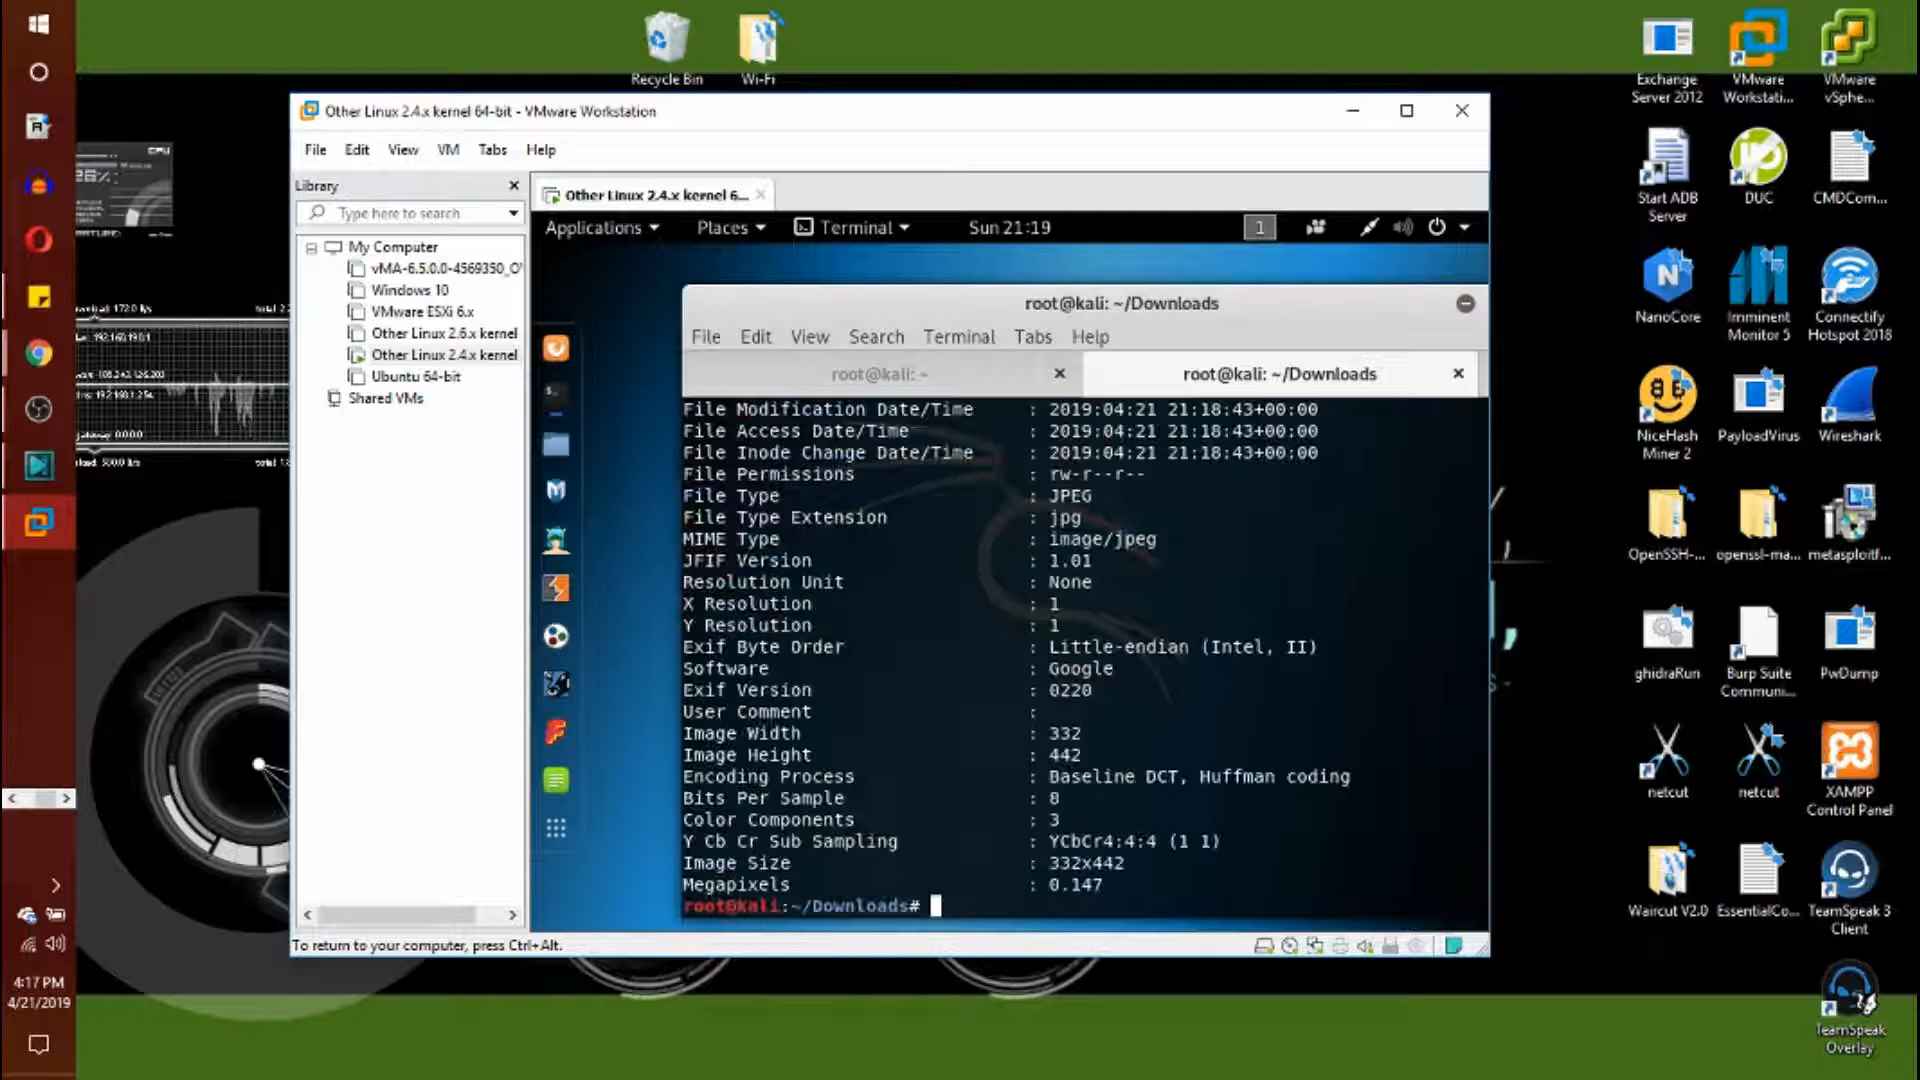 Recycle Bin
Wi-Fi
Exchange Server 2012
VMware Workstati...
VMware vSphe...
Start ADB Server
DUC
CMDCom...
NanoCore
Imminent Monitor 5
Connectify Hotspot 2018
NiceHash Miner 2
PayloadVirus
Wireshark
OpenSSH-...
openssl-ma...
metasploitf...
ghidraRun
Burp Suite Communi...
PwDump
netcut
netcut
XAMPP Control Panel
Waircut V2.0
EssentialCo...
TeamSpeak 3 Client
TeamSpeak Overlay
Other Linux 2.4.x kernel 64-bit - VMware Workstation
File Edit View VM Tabs Help
Library
Type here to search
My Computer
vMA-6.5.0.0-4569350_O
Windows 10
VMware ESXi 6.x
Other Linux 2.6.x kernel
Other Linux 2.4.x kernel
Ubuntu 64-bit
Shared VMs
Other Linux 2.4.x kernel 6...
Applications Places Terminal Sun 21:19 1
root@kali: ~/Downloads
File Edit View Search Terminal Tabs Help
root@kali: ~
root@kali: ~/Downloads
File Modification Date/Time : 2019:04:21 21:18:43+00:00
File Access Date/Time : 2019:04:21 21:18:43+00:00
File Inode Change Date/Time : 2019:04:21 21:18:43+00:00
File Permissions : rw-r--r--
File Type : JPEG
File Type Extension : jpg
MIME Type : image/jpeg
JFIF Version : 1.01
Resolution Unit : None
X Resolution : 1
Y Resolution : 1
Exif Byte Order : Little-endian (Intel, II)
Software : Google
Exif Version : 0220
User Comment :
Image Width : 332
Image Height : 442
Encoding Process : Baseline DCT, Huffman coding
Bits Per Sample : 8
Color Components : 3
Y Cb Cr Sub Sampling : YCbCr4:4:4 (1 1)
Image Size : 332x442
Megapixels : 0.147
root@kali:~/Downloads#
To return to your computer, press Ctrl+Alt.
4:17 PM
4/21/2019